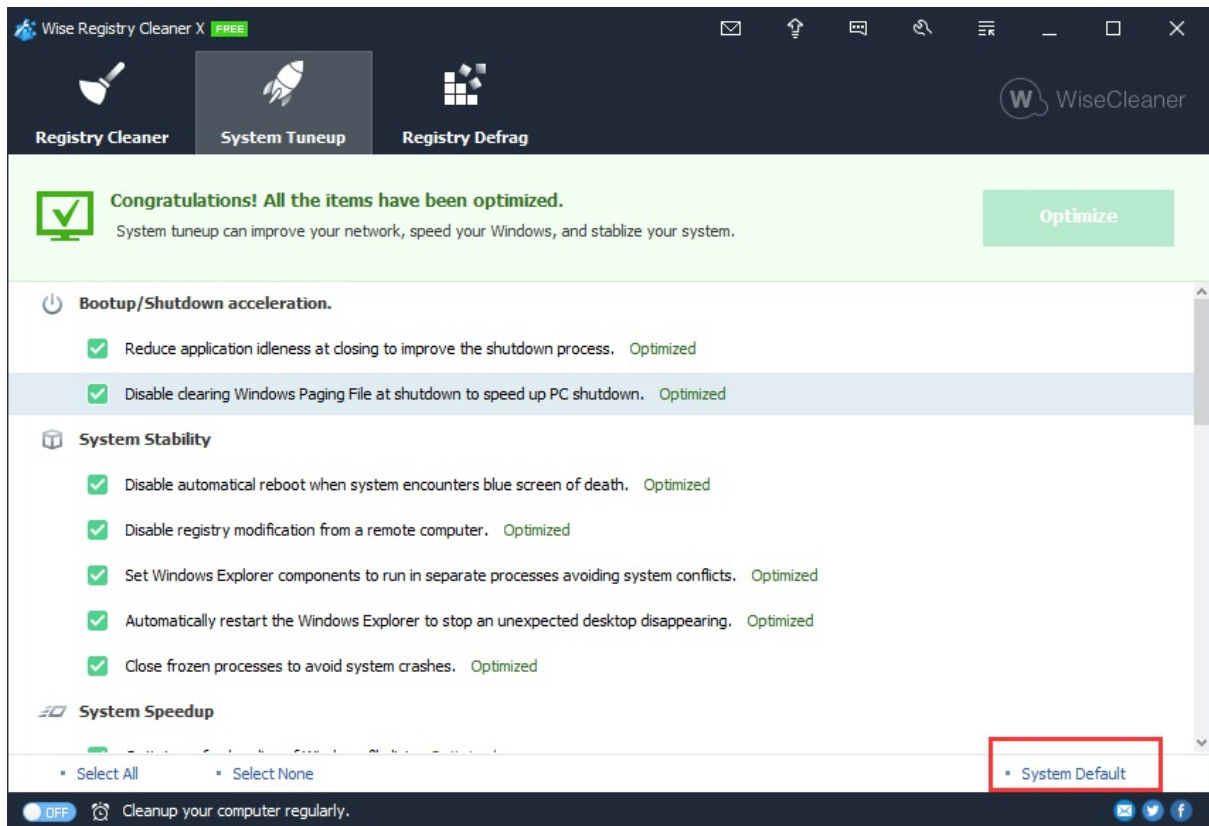 Wise Registry Cleaner X FREE
Registry Cleaner
System Tuneup
Registry Defrag
W WiseCleaner
Congratulations! All the items have been optimized.
System tuneup can improve your network, speed your Windows, and stablize your system.
Optimize
Bootup/Shutdown acceleration.
Reduce application idleness at closing to improve the shutdown process. Optimized
Disable clearing Windows Paging File at shutdown to speed up PC shutdown. Optimized
System Stability
Disable automatical reboot when system encounters blue screen of death. Optimized
Disable registry modification from a remote computer. Optimized
Set Windows Explorer components to run in separate processes avoiding system conflicts. Optimized
Automatically restart the Windows Explorer to stop an unexpected desktop disappearing. Optimized
Close frozen processes to avoid system crashes. Optimized
System Speedup
Select All
Select None
System Default
OFF Cleanup your computer regularly.